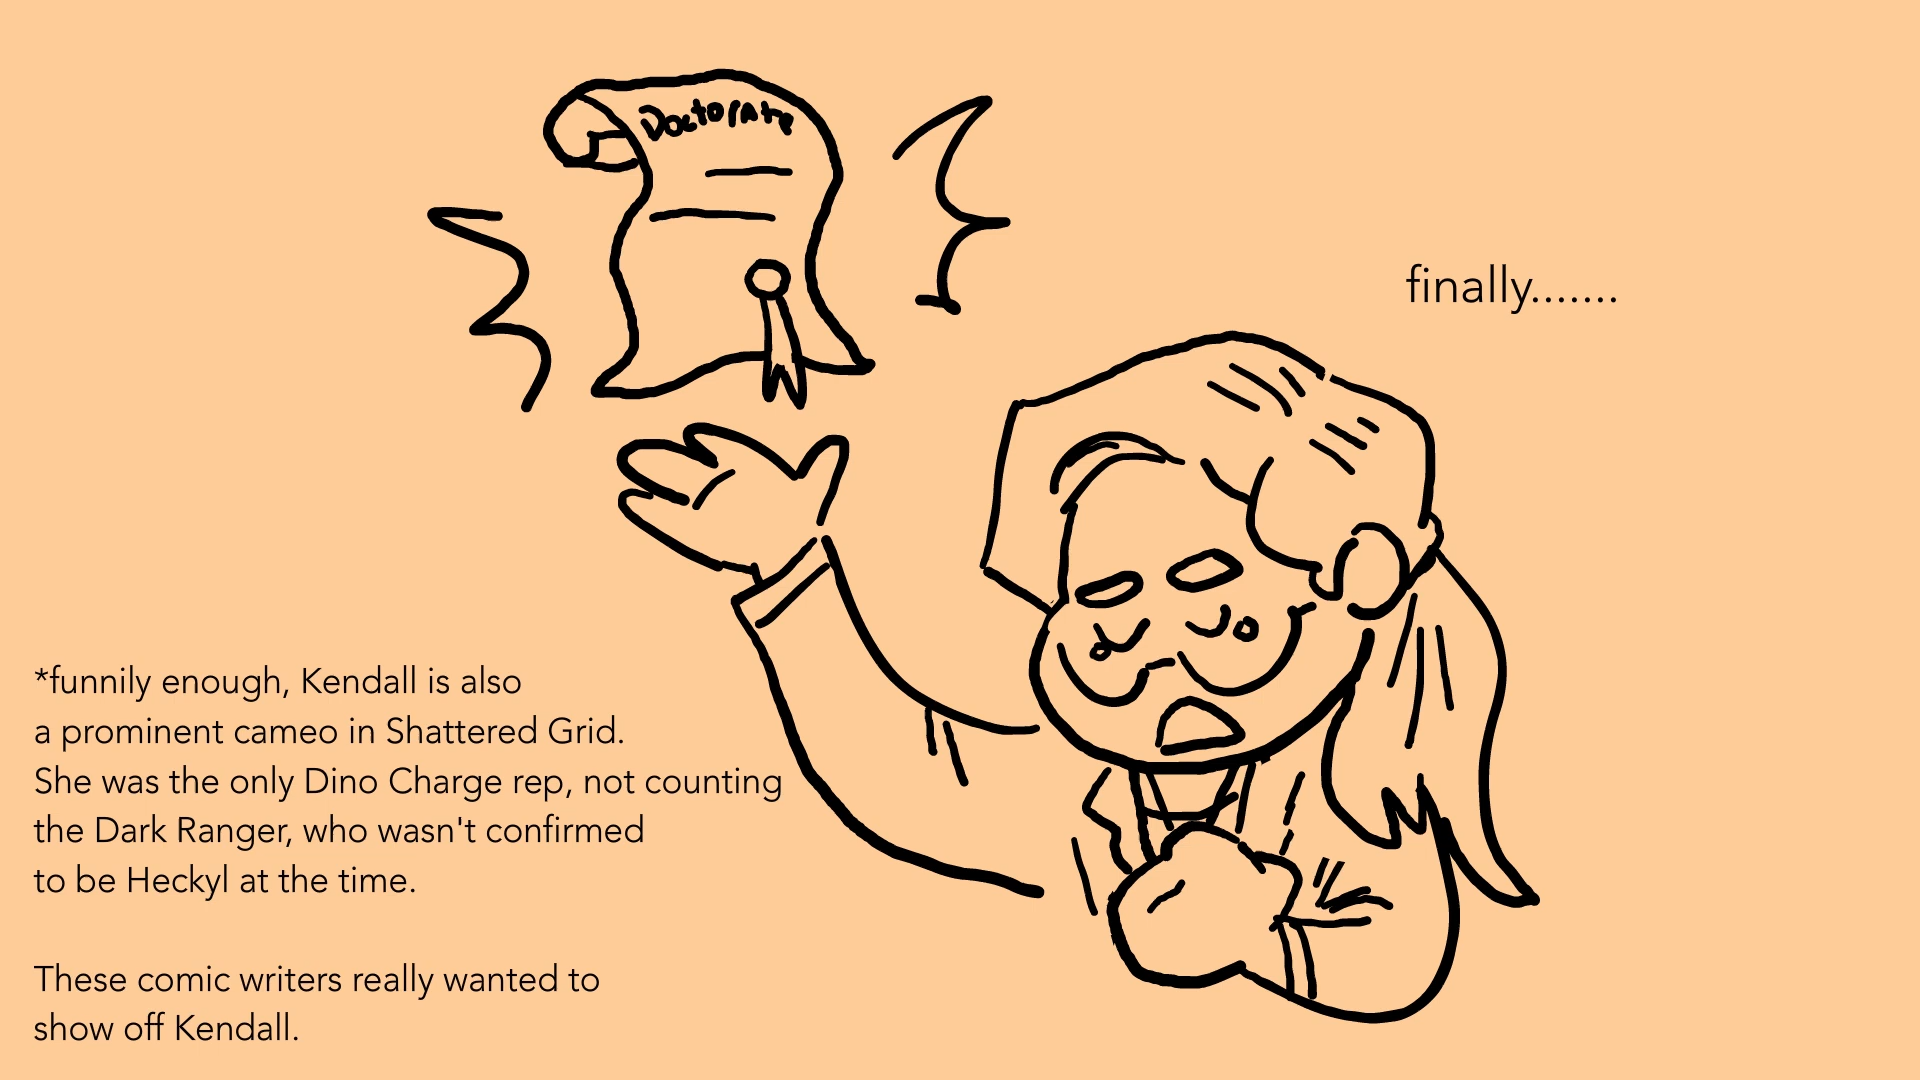 Doctorate
finally.......
*funnily enough, Kendall is also
a prominent cameo in Shattered Grid.
She was the only Dino Charge rep, not counting
the Dark Ranger, who wasn't confirmed
to be Heckyl at the time.
These comic writers really wanted to
show off Kendall.